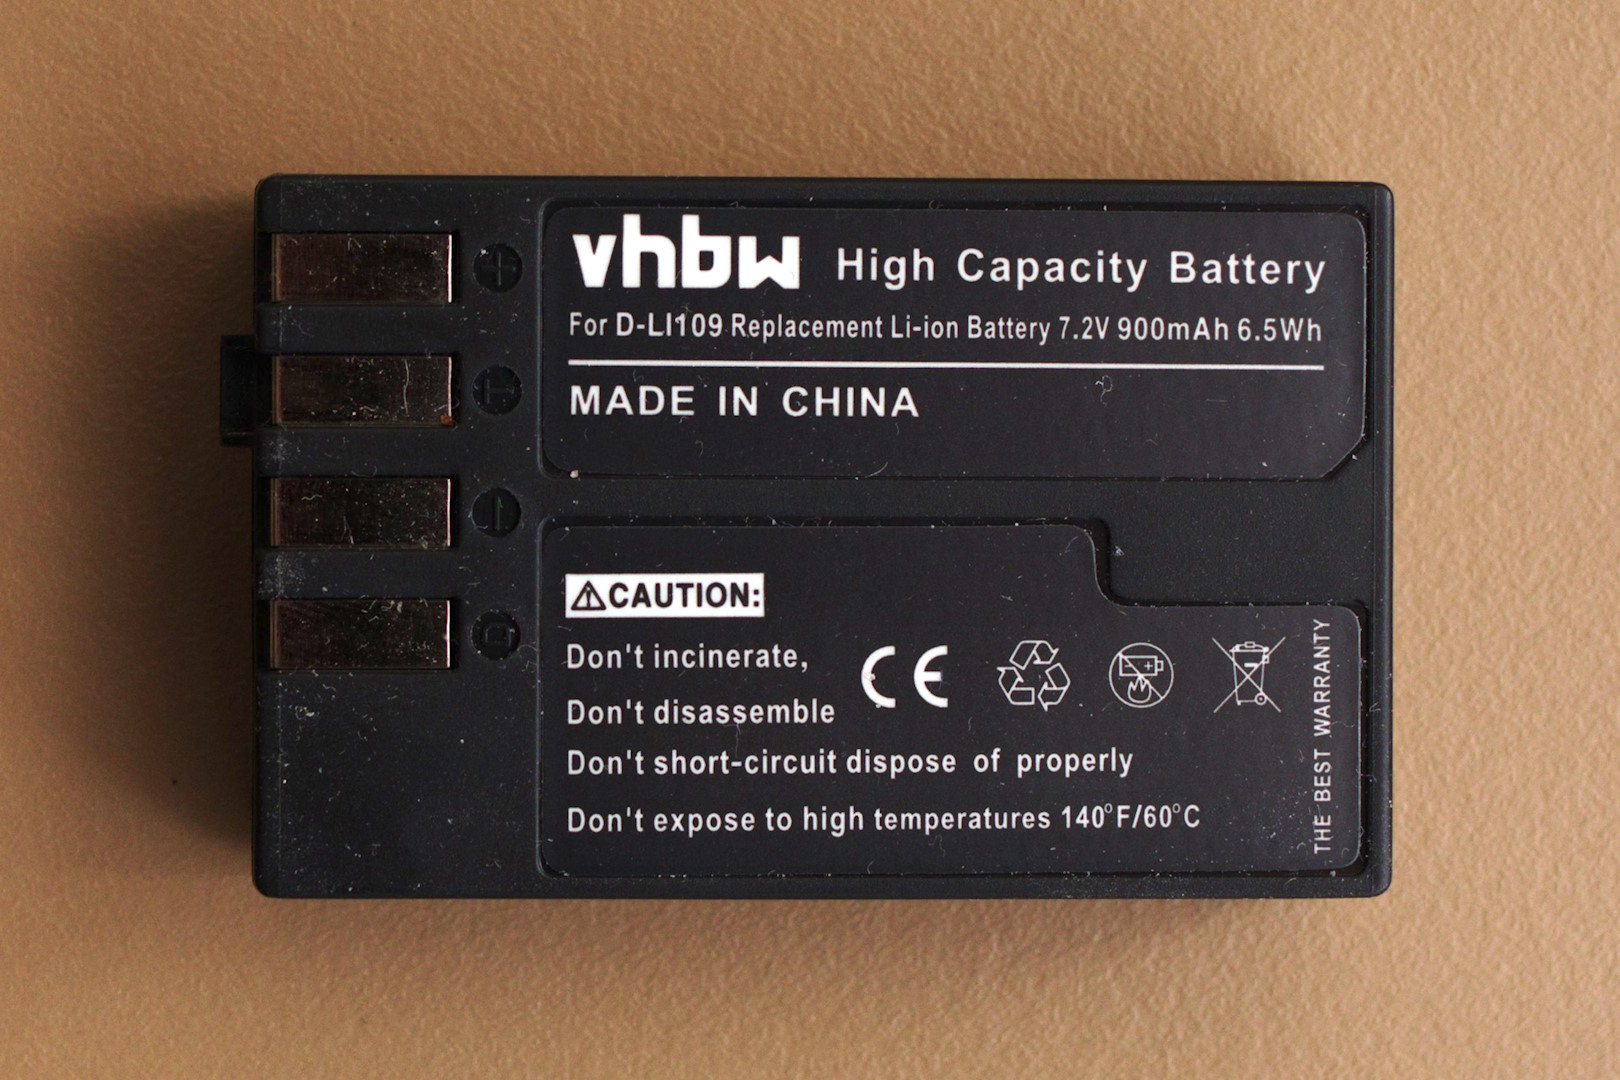 vhbw High Capacity Battery
For D-LI109 Replacement Li-ion Battery 7.2V 900mAh 6.5Wh
MADE IN CHINA
+
T
-
D
⚠CAUTION:
Don't incinerate,
Don't disassemble
Don't short-circuit dispose of properly
Don't expose to high temperatures 140°F/60°C
CE
THE BEST WARRANTY